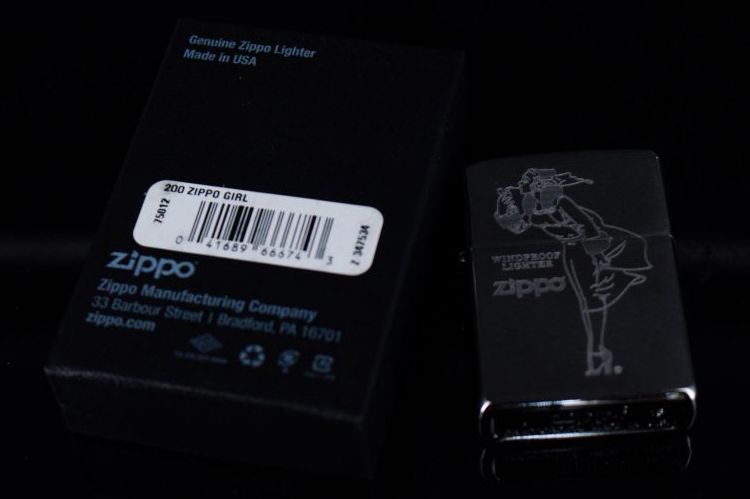 Genuine Zippo Lighter
Made in USA
200 ZIPPO GIRL
75012
0 41689 66674 3
Z 347534
Zippo
Zippo Manufacturing Company
33 Barbour Street | Bradford, PA 16701
zippo.com
WINDPROOF
LIGHTER
Zippo